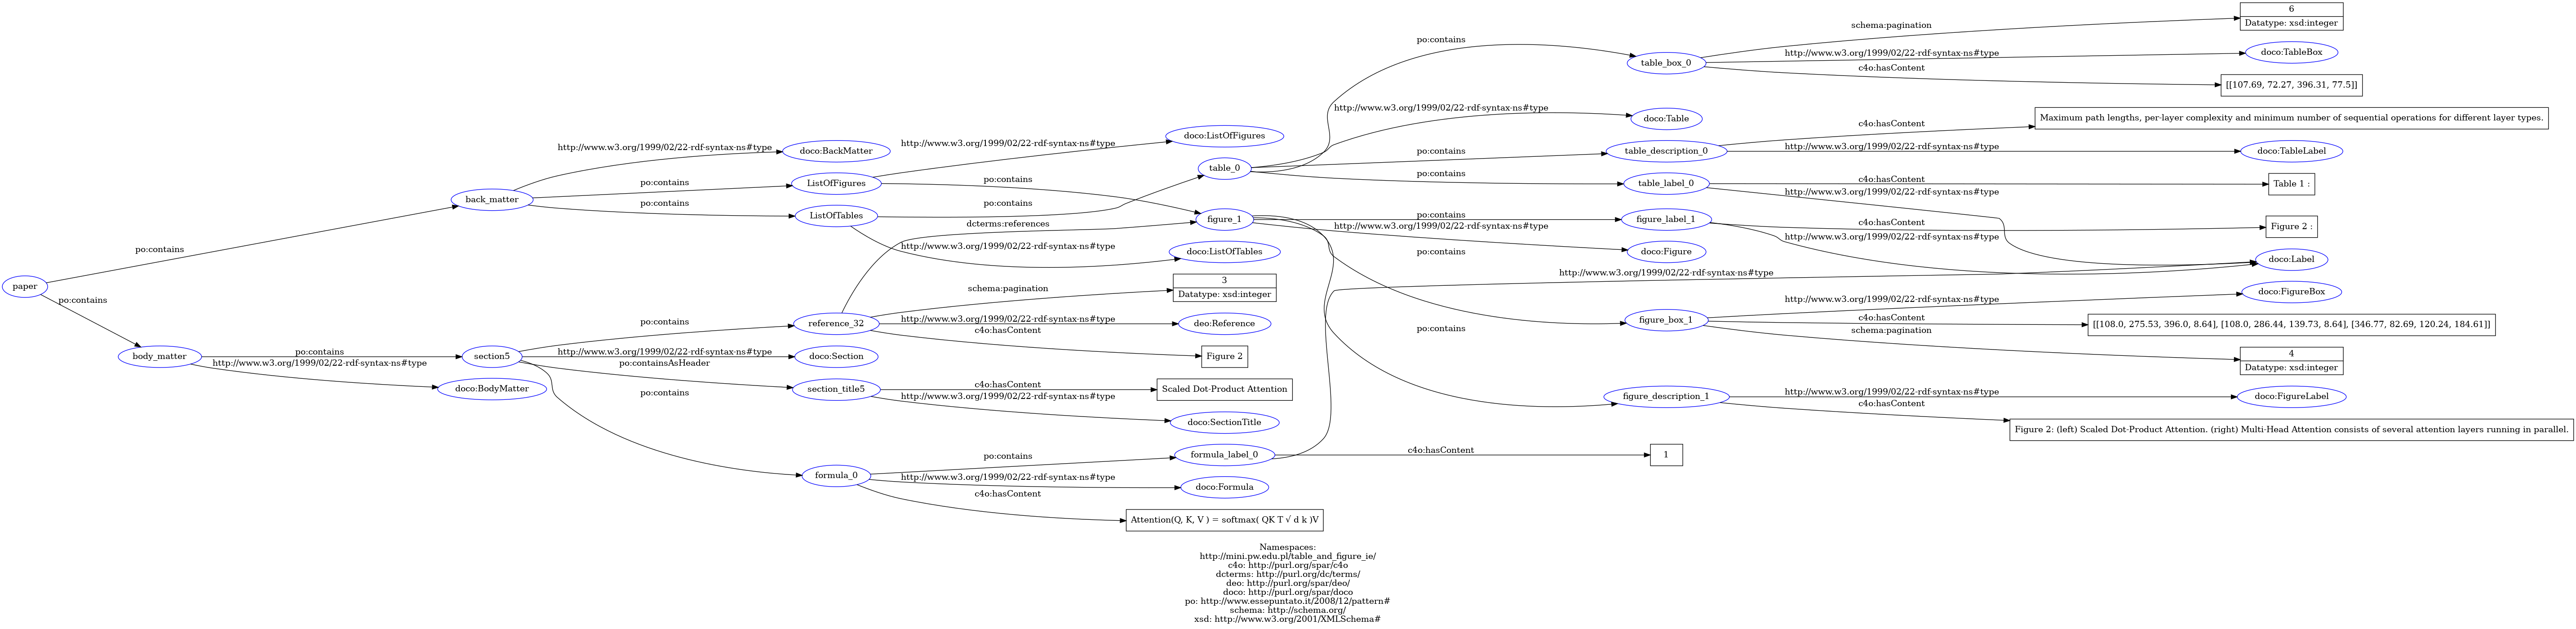 6
schema:pagination
Datatype: xsd:integer
po:contains
http://www.w3.org/1999/02/22-rdf-syntax-ns#type
doco:TableBox
table_box_0
c4o:hasContent
[[107.69, 72.27, 396.31, 77.5]]
http://www.w3.org/1999/02/22-rdf-syntax-ns#type
doco:Table
c4o:hasContent
Maximum path lengths, per-layer complexity and minimum number of sequential operations for different layer types.
doco:ListOfFigures
http://www.w3.org/1999/02/22-rdf-syntax-ns#type
http://www.w3.org/1999/02/22-rdf-syntax-ns#type
doco:BackMatter
po:contains
table_description_0
http://www.w3.org/1999/02/22-rdf-syntax-ns#type
doco:TableLabel
table_0
po:contains
po:contains
ListOfFigures
po:contains
table_label_0
c4o:hasContent
Table 1 :
http://www.w3.org/1999/02/22-rdf-syntax-ns#type
back_matter
po:contains
ListOfTables
po:contains
dcterms:references
figure_1
po:contains
figure_label_1
c4o:hasContent
Figure 2 :
http://www.w3.org/1999/02/22-rdf-syntax-ns#type
http://www.w3.org/1999/02/22-rdf-syntax-ns#type
po:contains
http://www.w3.org/1999/02/22-rdf-syntax-ns#type
doco:ListOfTables
po:contains
doco:Figure
doco:Label
http://www.w3.org/1999/02/22-rdf-syntax-ns#type
3
schema:pagination
Datatype: xsd:integer
paper
po:contains
http://www.w3.org/1999/02/22-rdf-syntax-ns#type
doco:FigureBox
figure_box_1
c4o:hasContent
[[108.0, 275.53, 396.0, 8.64], [108.0, 286.44, 139.73, 8.64], [346.77, 82.69, 120.24, 184.61]]
schema:pagination
po:contains
reference_32
http://www.w3.org/1999/02/22-rdf-syntax-ns#type
deo:Reference
c4o:hasContent
po:contains
body_matter
po:contains
section5
http://www.w3.org/1999/02/22-rdf-syntax-ns#type
doco:Section
Figure 2
4
Datatype: xsd:integer
http://www.w3.org/1999/02/22-rdf-syntax-ns#type
po:containsAsHeader
doco:BodyMatter
po:contains
section_title5
c4o:hasContent
Scaled Dot-Product Attention
http://www.w3.org/1999/02/22-rdf-syntax-ns#type
figure_description_1
http://www.w3.org/1999/02/22-rdf-syntax-ns#type
doco:FigureLabel
c4o:hasContent
doco:SectionTitle
Figure 2: (left) Scaled Dot-Product Attention. (right) Multi-Head Attention consists of several attention layers running in parallel.
po:contains
formula_label_0
c4o:hasContent
1
formula_0
http://www.w3.org/1999/02/22-rdf-syntax-ns#type
doco:Formula
c4o:hasContent
Attention(Q, K, V ) = softmax( QK T √ d k )V
Namespaces:
http://mini.pw.edu.pl/table_and_figure_ie/
c4o: http://purl.org/spar/c4o
dcterms: http://purl.org/dc/terms/
deo: http://purl.org/spar/deo/
doco: http://purl.org/spar/doco
po: http://www.essepuntato.it/2008/12/pattern#
schema: http://schema.org/
xsd: http://www.w3.org/2001/XMLSchema#